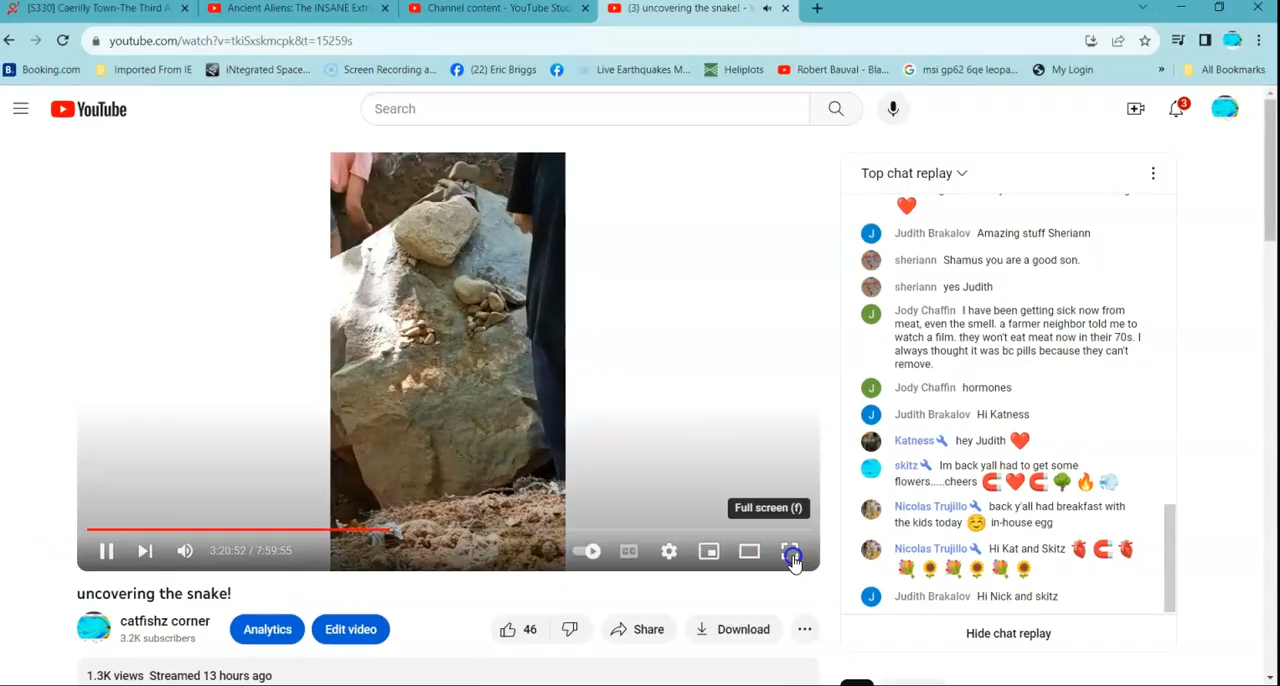 [S330] Caerilly Town-The Third A
Ancient Aliens: The INSANE Extr
Channel content - YouTube Stud
(3) uncovering the snake! - Y
youtube.com/watch?v=tkiSxskmcpk&t=15259s
Booking.com
Imported From IE
iNtegrated Space...
Screen Recording a...
(22) Eric Briggs
Live Earthquakes M...
Heliplots
Robert Bauval - Bla...
msi gp62 6qe leopa...
My Login
»
All Bookmarks
YouTube
Search
3
Top chat replay
Judith Brakalov Amazing stuff Sheriann
sheriann Shamus you are a good son.
sheriann yes Judith
Jody Chaffin I have been getting sick now from
meat, even the smell. a farmer neighbor told me to
watch a film. they won't eat meat now in their 70s. I
always thought it was bc pills because they can't
remove.
Jody Chaffin hormones
Judith Brakalov Hi Katness
Katness hey Judith ❤️
skitz Im back yall had to get some
flowers.....cheers 🧲❤️🧲🌳🔥💨
Nicolas Trujillo back y'all had breakfast with
the kids today ☺️ in-house egg
Nicolas Trujillo Hi Kat and Skitz 🫀🧲🫀
💐🌻💐🌻💐🌻
Judith Brakalov Hi Nick and skitz
Hide chat replay
Full screen (f)
3:20:52 / 7:59:55
CC
uncovering the snake!
catfishz corner
3.2K subscribers
Analytics
Edit video
46
Share
Download
1.3K views Streamed 13 hours ago